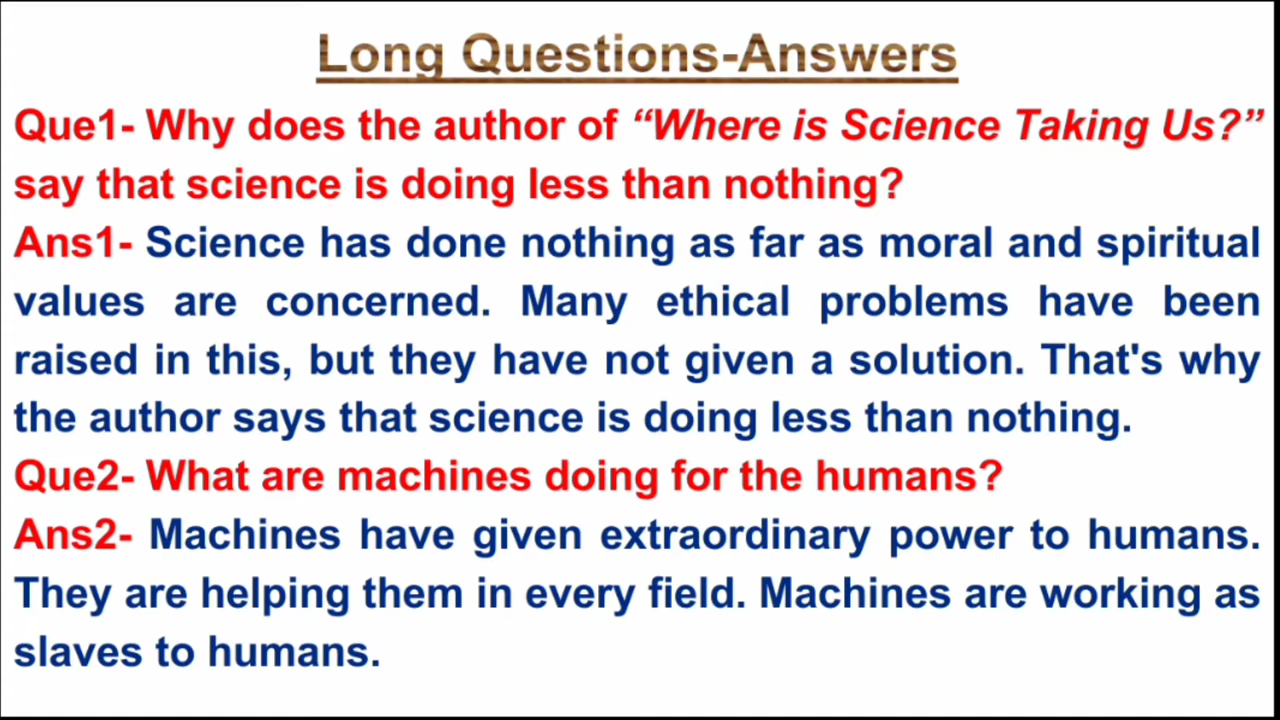 Long Questions-Answers
Que1- Why does the author of “Where is Science Taking Us?”
say that science is doing less than nothing?
Ans1- Science has done nothing as far as moral and spiritual
values are concerned. Many ethical problems have been
raised in this, but they have not given a solution. That's why
the author says that science is doing less than nothing.
Que2- What are machines doing for the humans?
Ans2- Machines have given extraordinary power to humans.
They are helping them in every field. Machines are working as
slaves to humans.